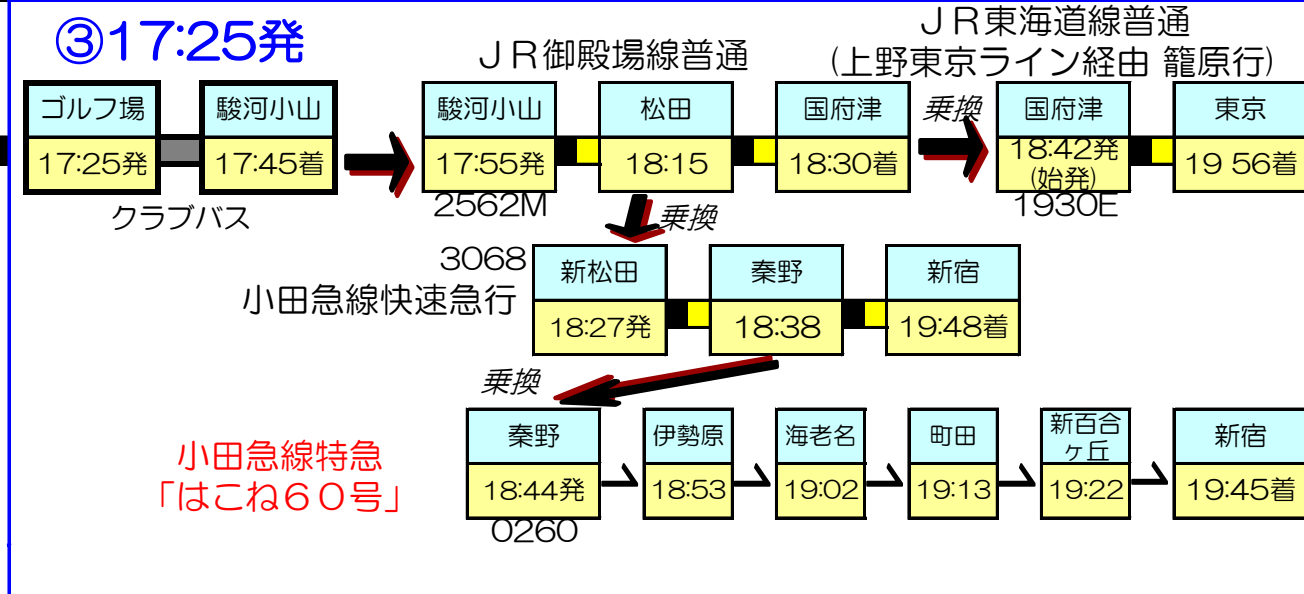 ③17:25発
ＪＲ御殿場線普通
ＪＲ東海道線普通
(上野東京ライン経由 籠原行)
ゴルフ場
駿河小山
駿河小山
松田
国府津
乗換
国府津
東京
17:25発
17:45着
17:55発
18:15
18:30着
18:42発
(始発)
19 56着
クラブバス
2562M
乗換
1930E
3068
小田急線快速急行
新松田
秦野
新宿
18:27発
18:38
19:48着
乗換
小田急線特急
「はこね６０号」
秦野
伊勢原
海老名
町田
新百合
ヶ丘
新宿
18:44発
18:53
19:02
19:13
19:22
19:45着
0260